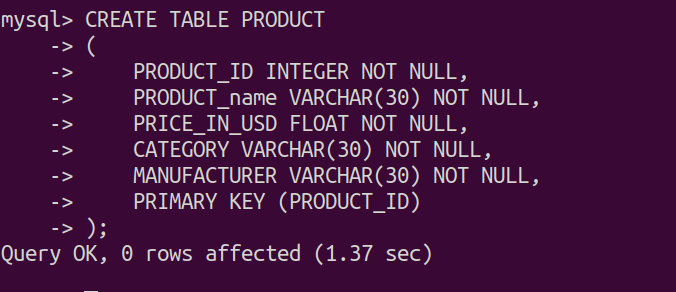 mysql> CREATE TABLE PRODUCT
-> (
-> PRODUCT_ID INTEGER NOT NULL,
-> PRODUCT_name VARCHAR(30) NOT NULL,
-> PRICE_IN_USD FLOAT NOT NULL,
-> CATEGORY VARCHAR(30) NOT NULL,
-> MANUFACTURER VARCHAR(30) NOT NULL,
-> PRIMARY KEY (PRODUCT_ID)
-> );
Query OK, 0 rows affected (1.37 sec)